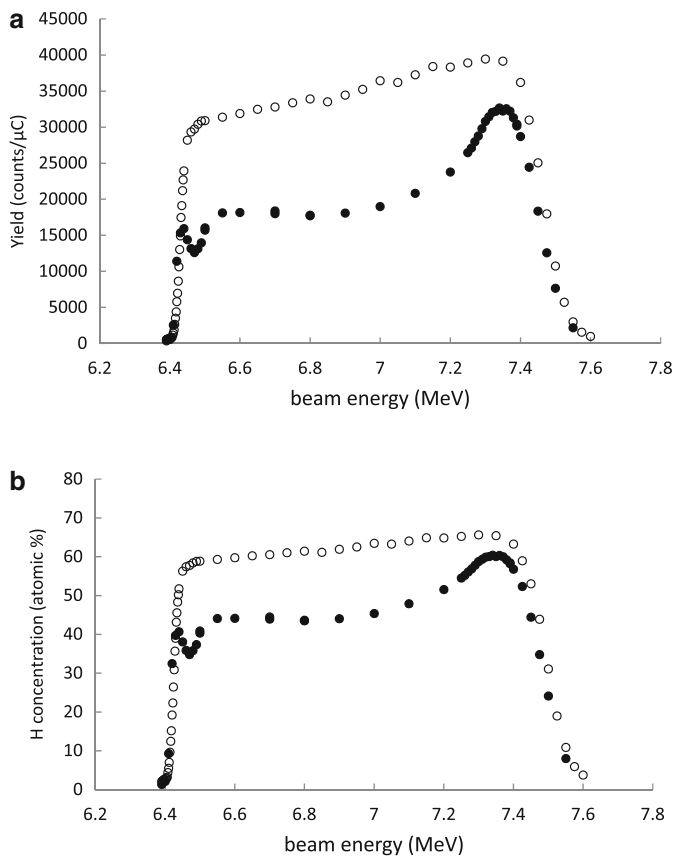 a
45000
40000
35000
30000
25000
20000
15000
10000
5000
0
Yield (counts/µC)
6.2 6.4 6.6 6.8 7 7.2 7.4 7.6 7.8
beam energy (MeV)
b
80
70
60
50
40
30
20
10
0
H concentration (atomic %)
6.2 6.4 6.6 6.8 7 7.2 7.4 7.6 7.8
beam energy (MeV)